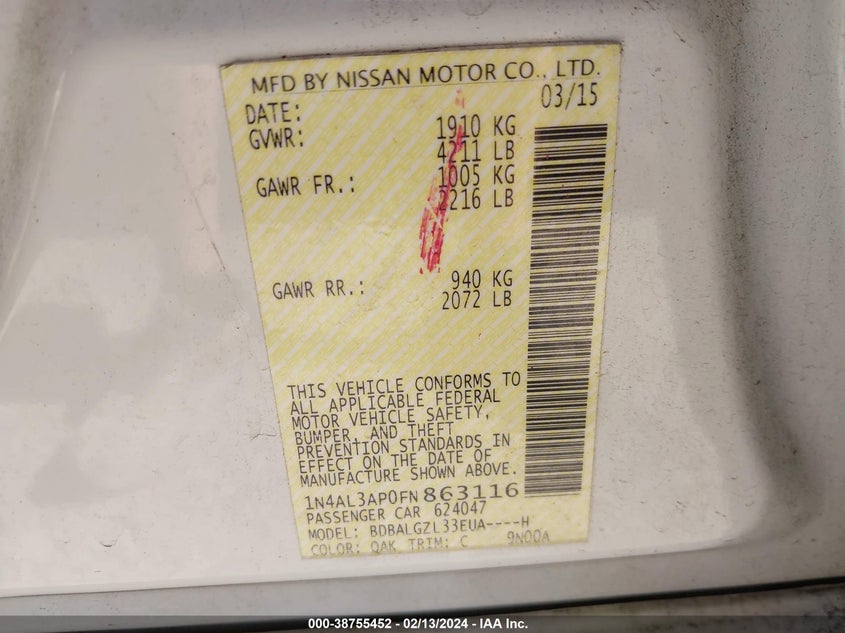 MFD BY NISSAN MOTOR CO., LTD.
DATE: 03/15
GVWR: 1910 KG
4211 LB
GAWR FR.: 1005 KG
2216 LB
GAWR RR.: 940 KG
2072 LB
THIS VEHICLE CONFORMS TO
ALL APPLICABLE FEDERAL
MOTOR VEHICLE SAFETY,
BUMPER, AND THEFT
PREVENTION STANDARDS IN
EFFECT ON THE DATE OF
MANUFACTURE SHOWN ABOVE.
1N4AL3AP0FN863116
PASSENGER CAR 624047
MODEL: BDBALGZL33EUA----H
COLOR: QAK TRIM: C 9N00A
000-38755452 - 02/13/2024 - IAA Inc.